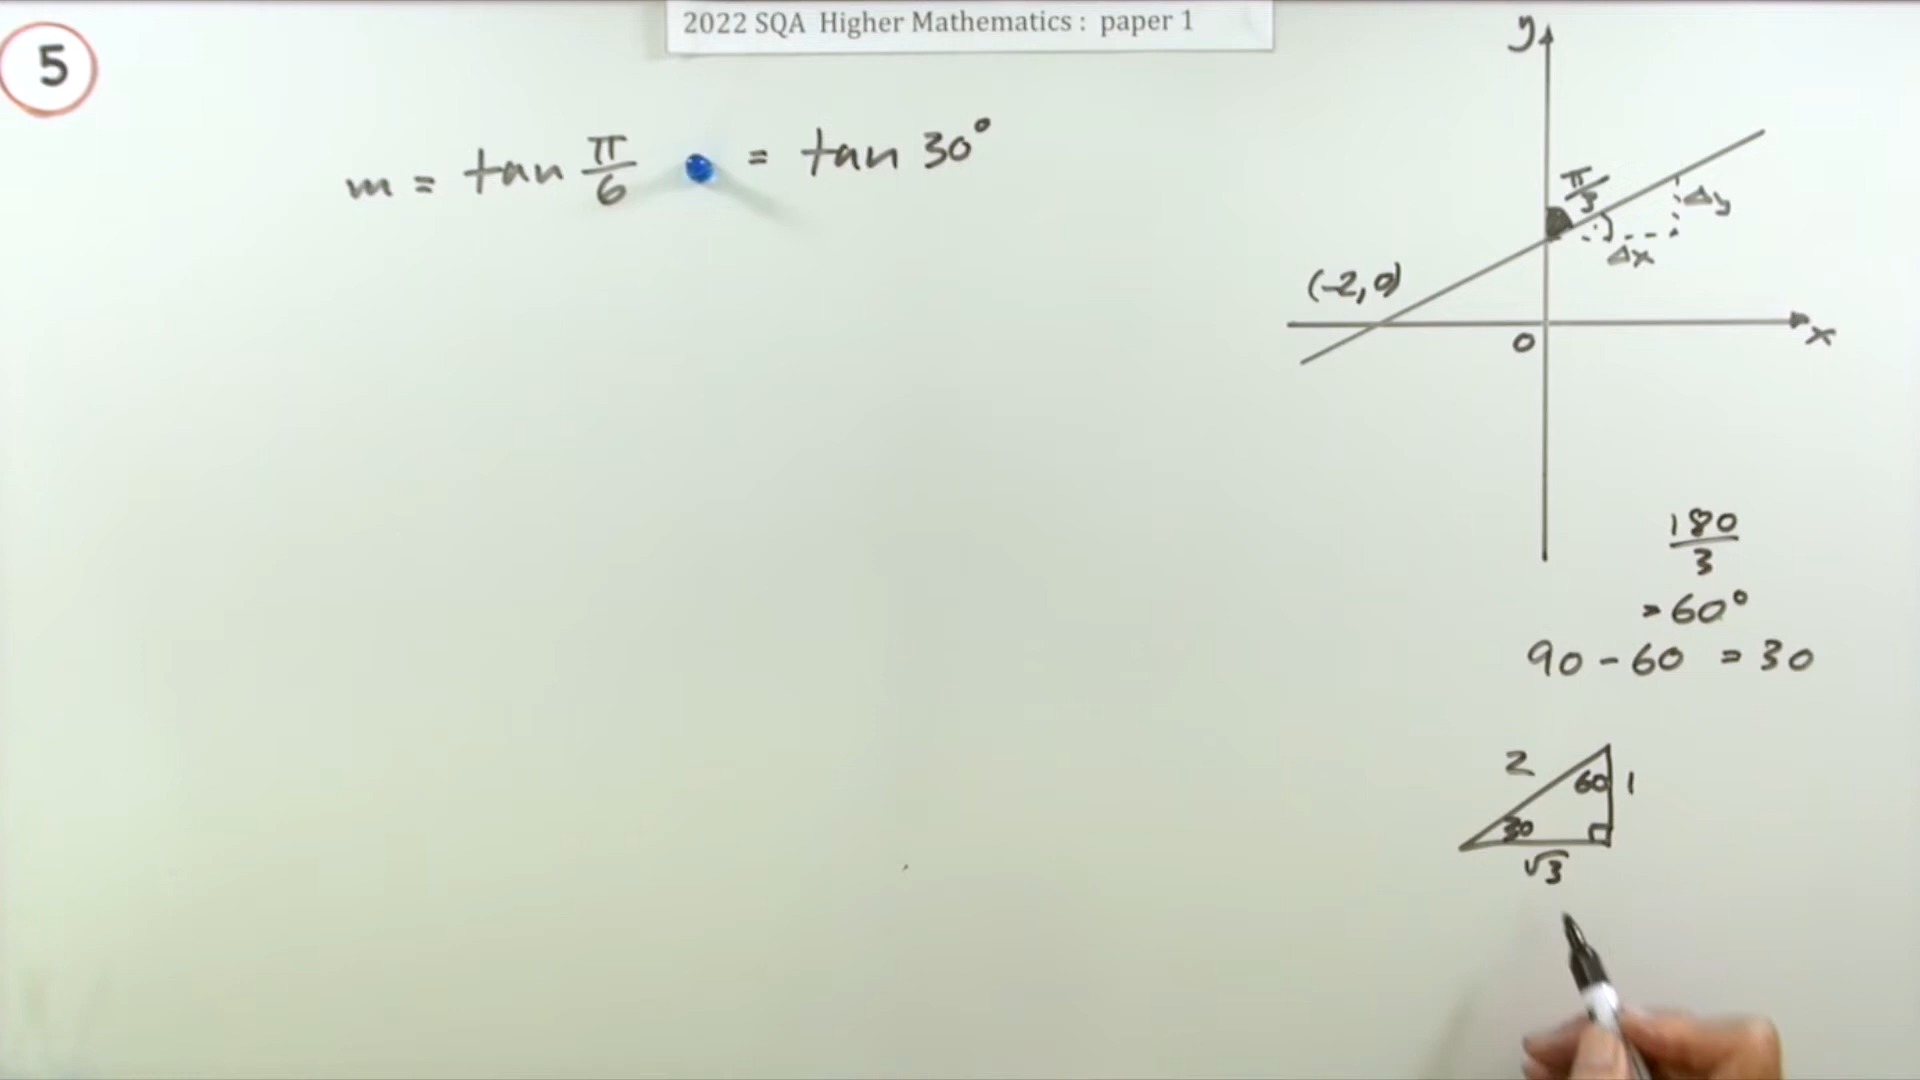 2022 SQA Higher Mathematics : paper 1
5
m = tan π/6 = tan 30°
y
π/3
Δy
Δx
(-2, 0)
0
x
180/3
= 60°
90 - 60 = 30
2
60
1
30
√3